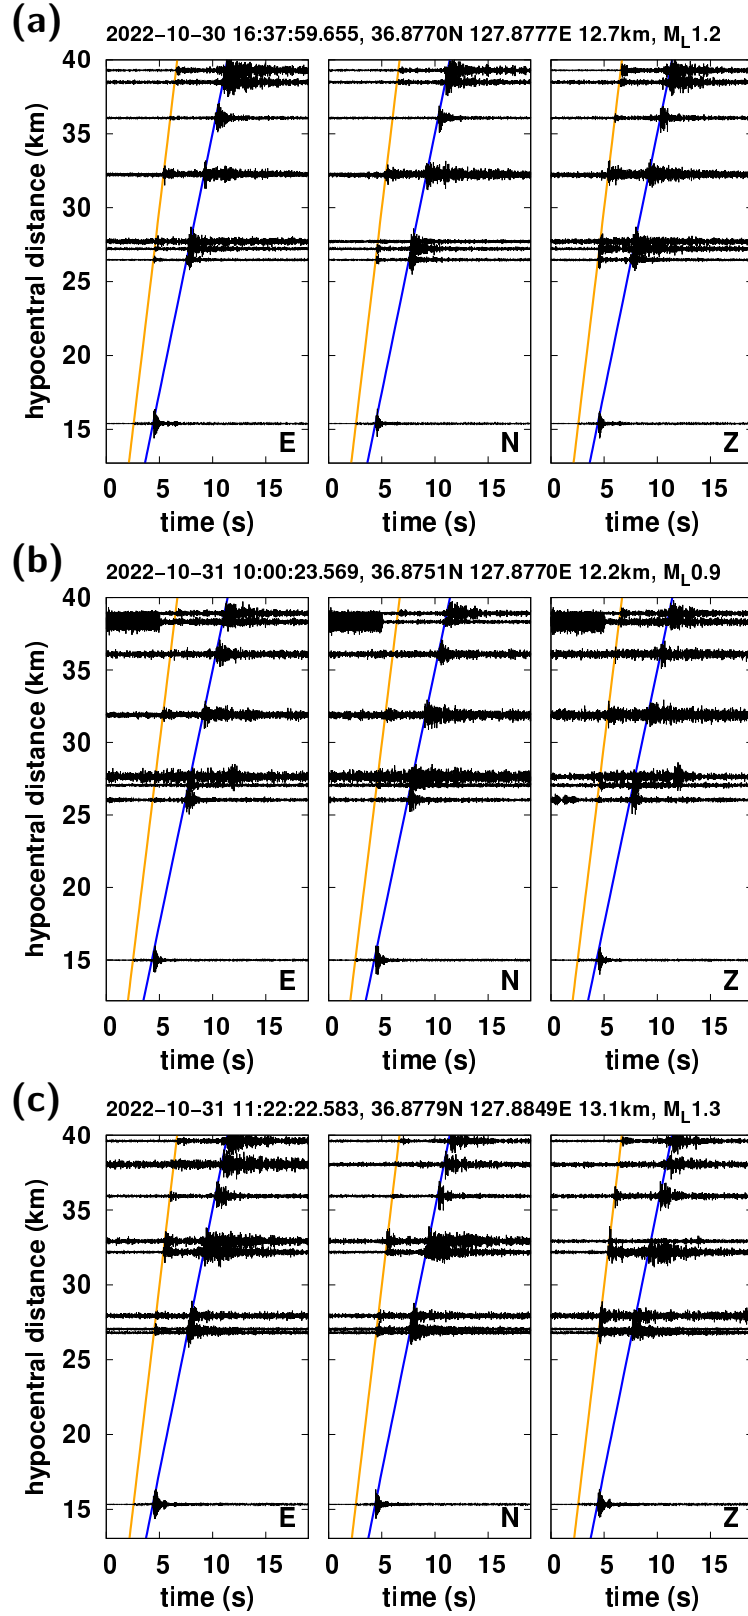 (a)
2022-10-30 16:37:59.655, 36.8770N 127.8777E 12.7km, ML1.2
40
35
30
25
20
15
hypocentral distance (km)
E N Z
0 5 10 15 0 5 10 15 0 5 10 15
time (s) time (s) time (s)
(b)
2022-10-31 10:00:23.569, 36.8751N 127.8770E 12.2km, ML0.9
40
35
30
25
20
15
hypocentral distance (km)
E N Z
0 5 10 15 0 5 10 15 0 5 10 15
time (s) time (s) time (s)
(c)
2022-10-31 11:22:22.583, 36.8779N 127.8849E 13.1km, ML1.3
40
35
30
25
20
15
hypocentral distance (km)
E N Z
0 5 10 15 0 5 10 15 0 5 10 15
time (s) time (s) time (s)